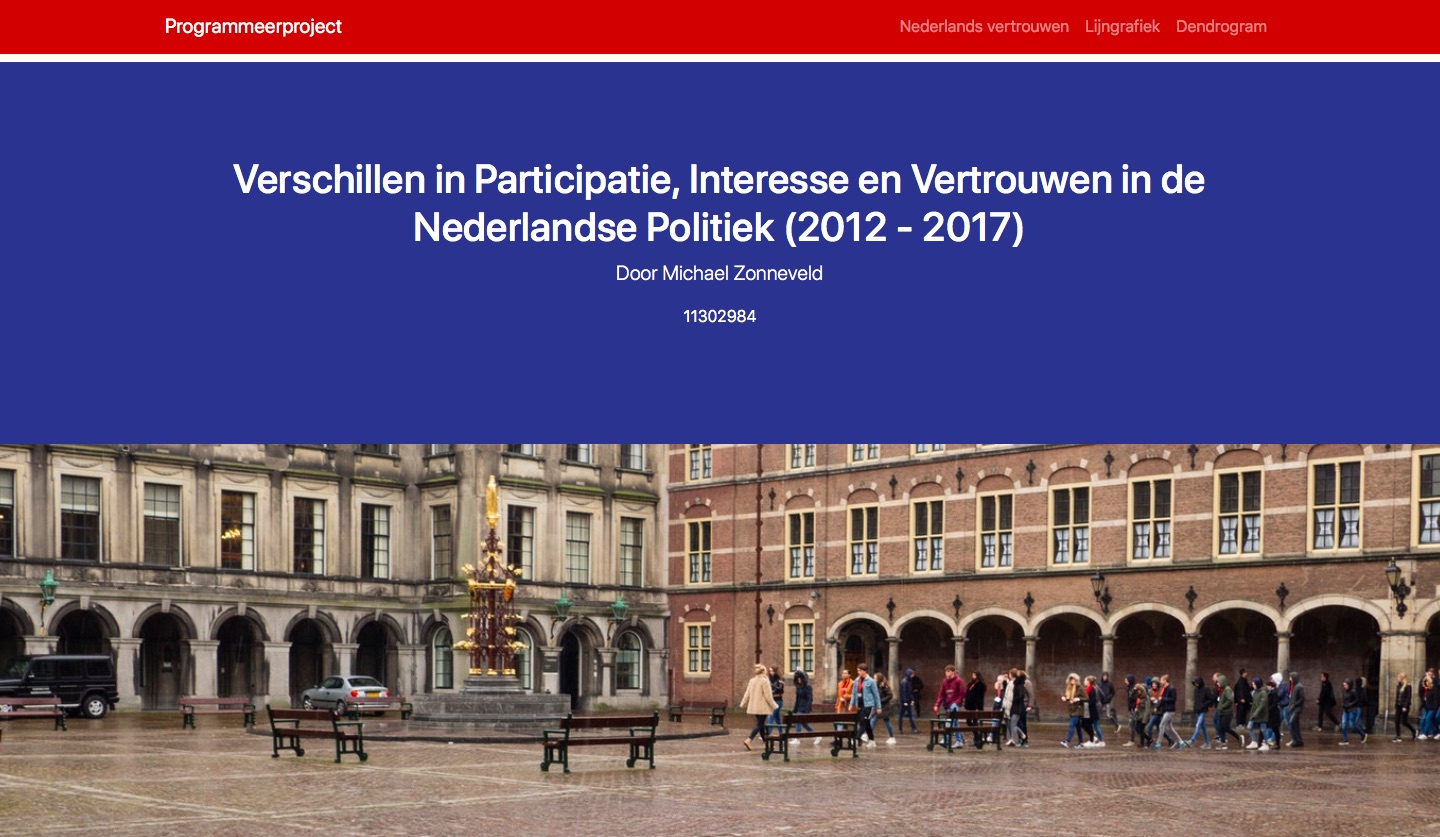 Programmeerproject
Nederlands vertrouwen Lijngrafiek Dendrogram
Verschillen in Participatie, Interesse en Vertrouwen in de
Nederlandse Politiek (2012 - 2017)
Door Michael Zonneveld
11302984